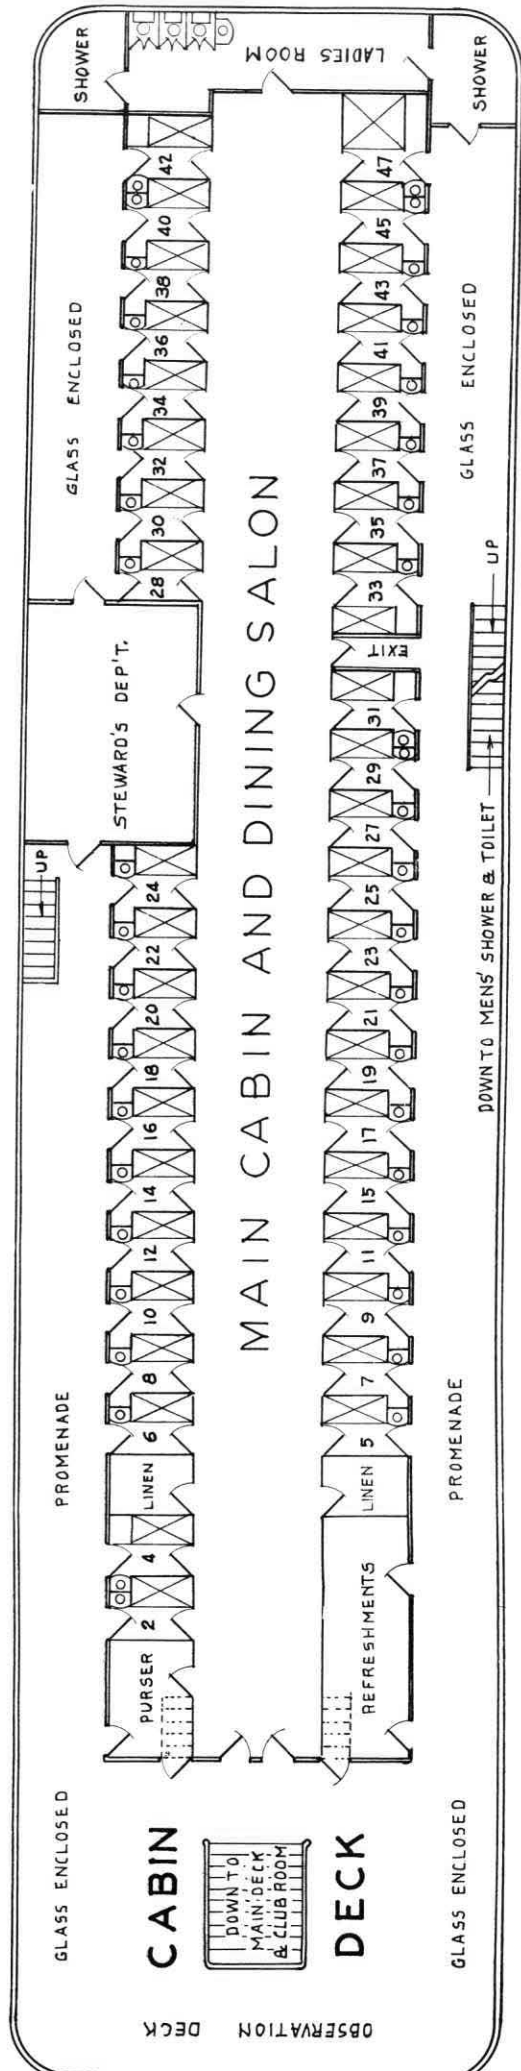 SHOWER
LADIES ROOM
SHOWER
42
40
38
36
34
32
30
28
GLASS ENCLOSED
STEWARD'S DEP'T.
UP
24
22
20
18
16
14
12
10
8
6
LINEN
4
2
PURSER
PROMENADE
GLASS ENCLOSED
MAIN CABIN AND DINING SALON
47
45
43
41
39
37
35
33
EXIT
31
29
27
25
23
21
19
17
15
11
9
7
5
LINEN
REFRESHMENTS
GLASS ENCLOSED
UP
DOWN TO MENS' SHOWER & TOILET
PROMENADE
GLASS ENCLOSED
CABIN
DECK
DOWN TO
MAIN DECK
& CLUB ROOM
OBSERVATION DECK